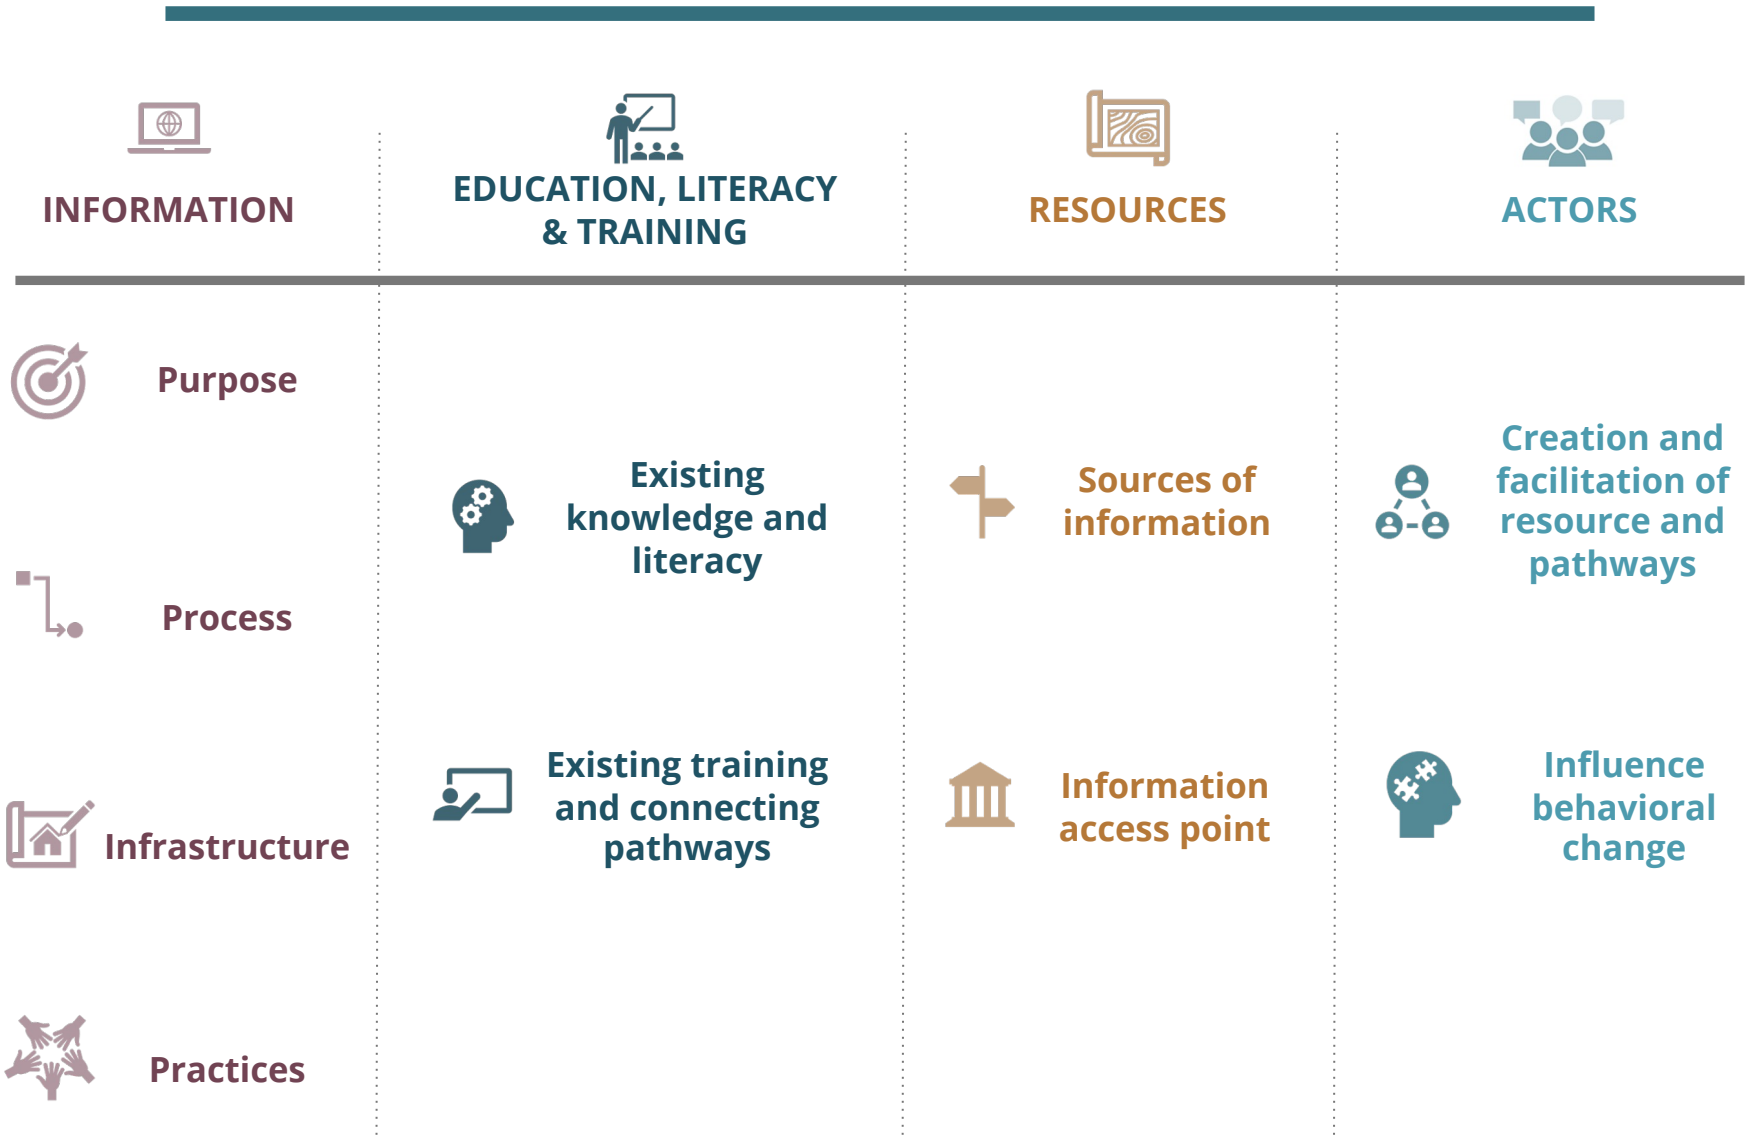 INFORMATION
EDUCATION, LITERACY
& TRAINING
RESOURCES
ACTORS
Purpose
Process
Infrastructure
Practices
Existing
knowledge and
literacy
Existing training
and connecting
pathways
Sources of
information
Information
access point
Creation and
facilitation of
resource and
pathways
Influence
behavioral
change